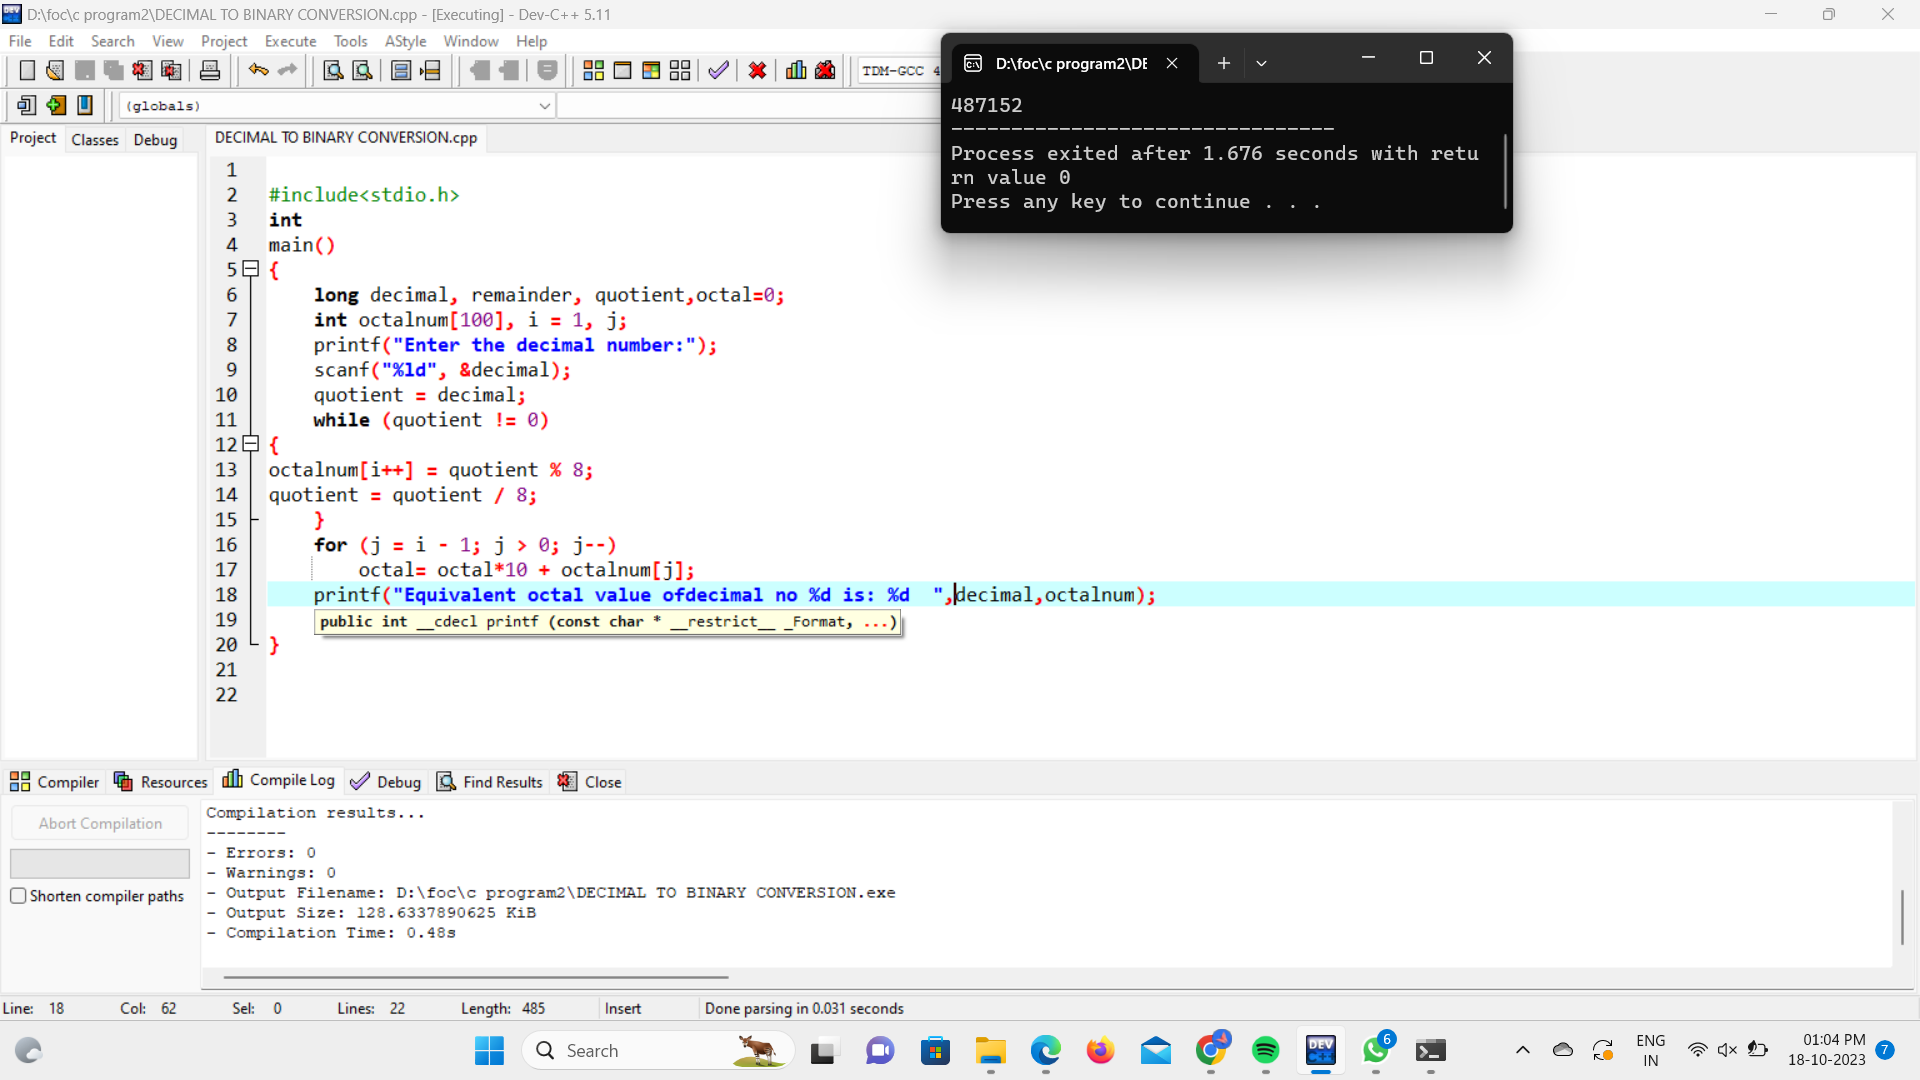 D:\foc\c program2\DECIMAL TO BINARY CONVERSION.cpp - [Executing] - Dev-C++ 5.11
File Edit Search View Project Execute Tools AStyle Window Help
TDM-GCC 4
(globals)
Project Classes Debug
DECIMAL TO BINARY CONVERSION.cpp
D:\foc\c program2\DE
487152
--------------------------------
Process exited after 1.676 seconds with retu
rn value 0
Press any key to continue . . .
1
2 #include<stdio.h>
3 int
4 main()
5 {
6 long decimal, remainder, quotient,octal=0;
7 int octalnum[100], i = 1, j;
8 printf("Enter the decimal number:");
9 scanf("%ld", &decimal);
10 quotient = decimal;
11 while (quotient != 0)
12 {
13 octalnum[i++] = quotient % 8;
14 quotient = quotient / 8;
15 }
16 for (j = i - 1; j > 0; j--)
17 octal= octal*10 + octalnum[j];
18 printf("Equivalent octal value ofdecimal no %d is: %d  ",decimal,octalnum);
19 public int __cdecl printf (const char * __restrict__ _Format, ...)
20 }
21
22
Compiler Resources Compile Log Debug Find Results Close
Abort Compilation
Shorten compiler paths
Compilation results...
--------
- Errors: 0
- Warnings: 0
- Output Filename: D:\foc\c program2\DECIMAL TO BINARY CONVERSION.exe
- Output Size: 128.6337890625 KiB
- Compilation Time: 0.48s
Line: 18 Col: 62 Sel: 0 Lines: 22 Length: 485 Insert Done parsing in 0.031 seconds
Search
DEV
6
ENG
IN
01:04 PM
18-10-2023
7